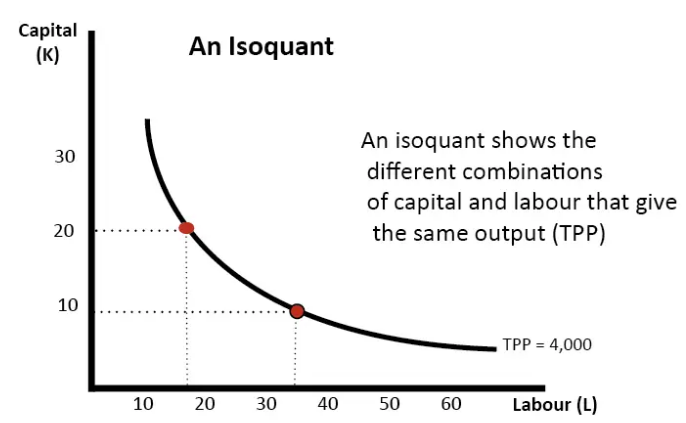 Capital
(K)
An Isoquant
An isoquant shows the
different combinations
of capital and labour that give
the same output (TPP)
30
20
10
TPP = 4,000
10 20 30 40 50 60 Labour (L)